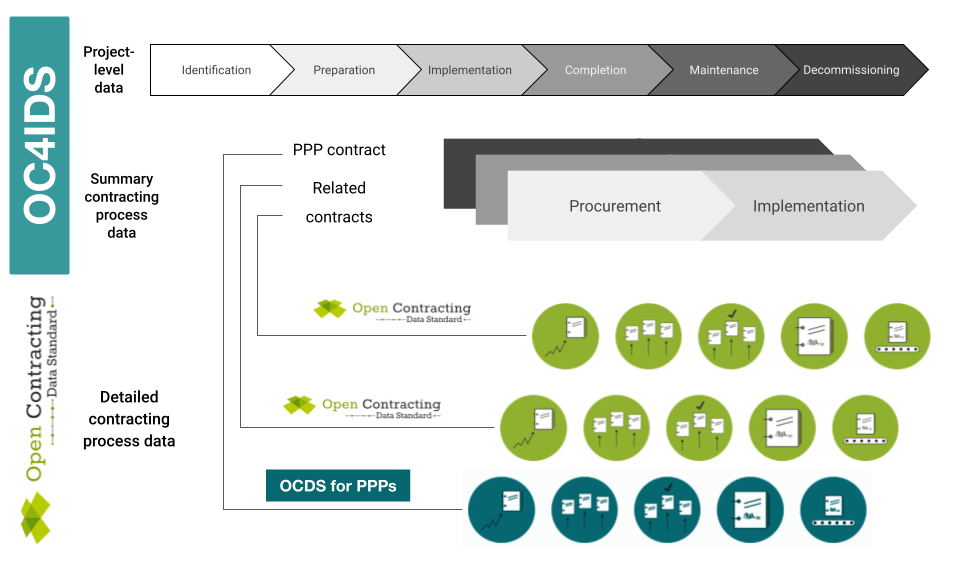 OC4IDS
Project-
level
data
Identification
Preparation
Implementation
Completion
Maintenance
Decommissioning
Summary
contracting
process
data
PPP contract
Related
contracts
Procurement
Implementation
Open Contracting
Data Standard
Detailed
contracting
process data
Open Contracting
Data Standard
Open Contracting
Data Standard
OCDS for PPPs